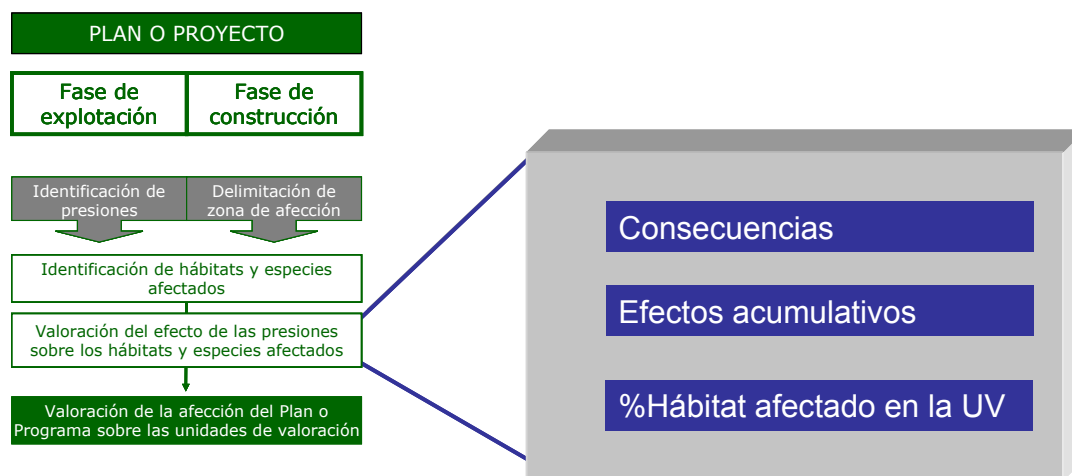 PLAN O PROYECTO
Fase de
explotación
Fase de
construcción
Identificación de
presiones
Delimitación de
zona de afección
Identificación de hábitats y especies
afectados
Valoración del efecto de las presiones
sobre los hábitats y especies afectados
Valoración de la afección del Plan o
Programa sobre las unidades de valoración
Consecuencias
Efectos acumulativos
%Hábitat afectado en la UV